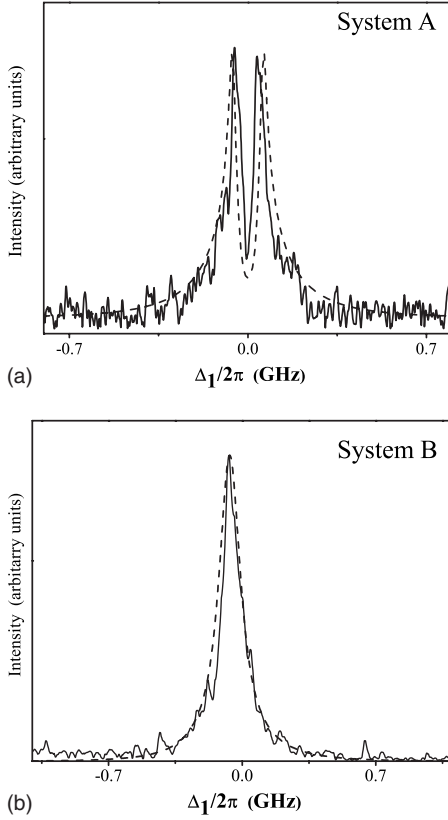 System A
Intensity (arbitrary units)
-0.7 0.0 0.7
(a)
Δ1/2π (GHz)
System B
Intensity (arbitarry units)
-0.7 0.0 0.7
(b)
Δ1/2π (GHz)